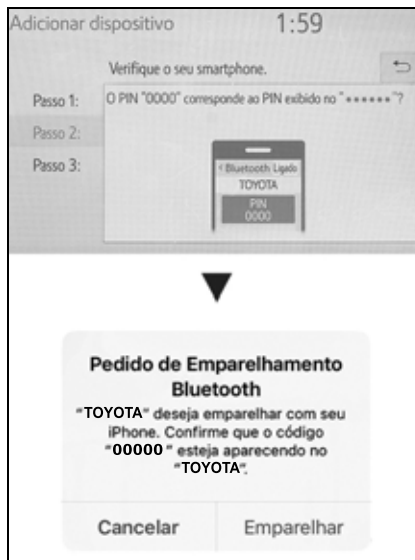 Adicionar dispositivo 1:59
Verifique o seu smartphone.
Passo 1:
O PIN "0000" corresponde ao PIN exibido no "••••••"?
Passo 2:
Passo 3:
Bluetooth Ligado
TOYOTA
PIN
0000
Pedido de Emparelhamento
Bluetooth
"TOYOTA" deseja emparelhar com seu
iPhone. Confirme que o código
"00000" esteja aparecendo no
"TOYOTA".
Cancelar Emparelhar